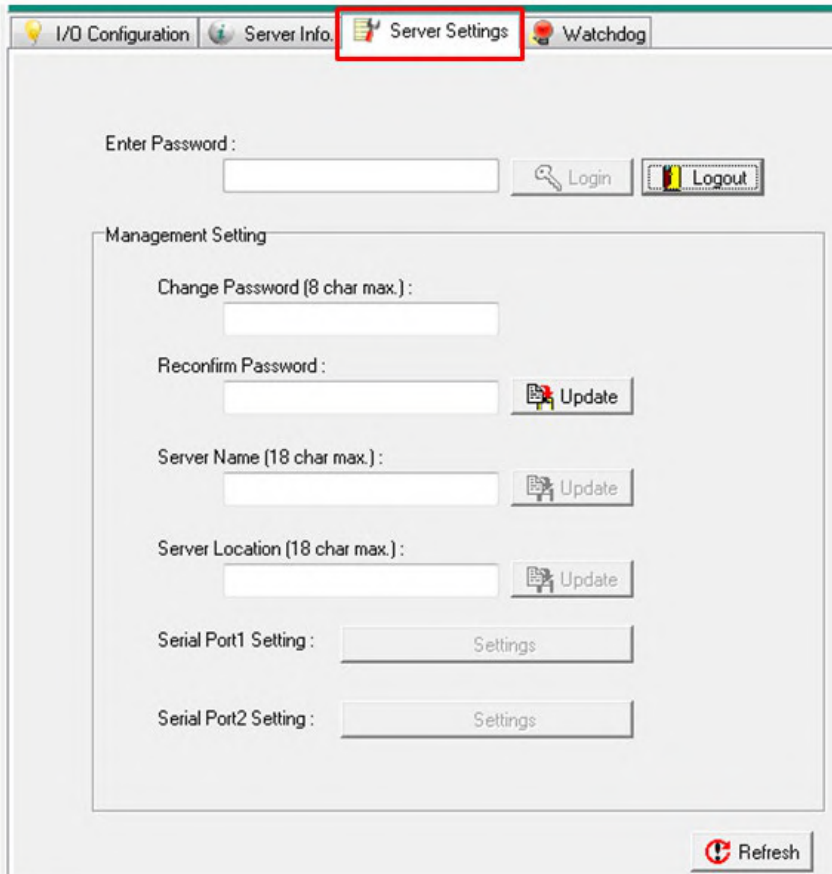 I/O Configuration Server Info. Server Settings Watchdog
Enter Password :
Login Logout
Management Setting
Change Password (8 char max.) :
Reconfirm Password :
Update
Server Name (18 char max.) :
Update
Server Location (18 char max.) :
Update
Serial Port1 Setting : Settings
Serial Port2 Setting : Settings
Refresh